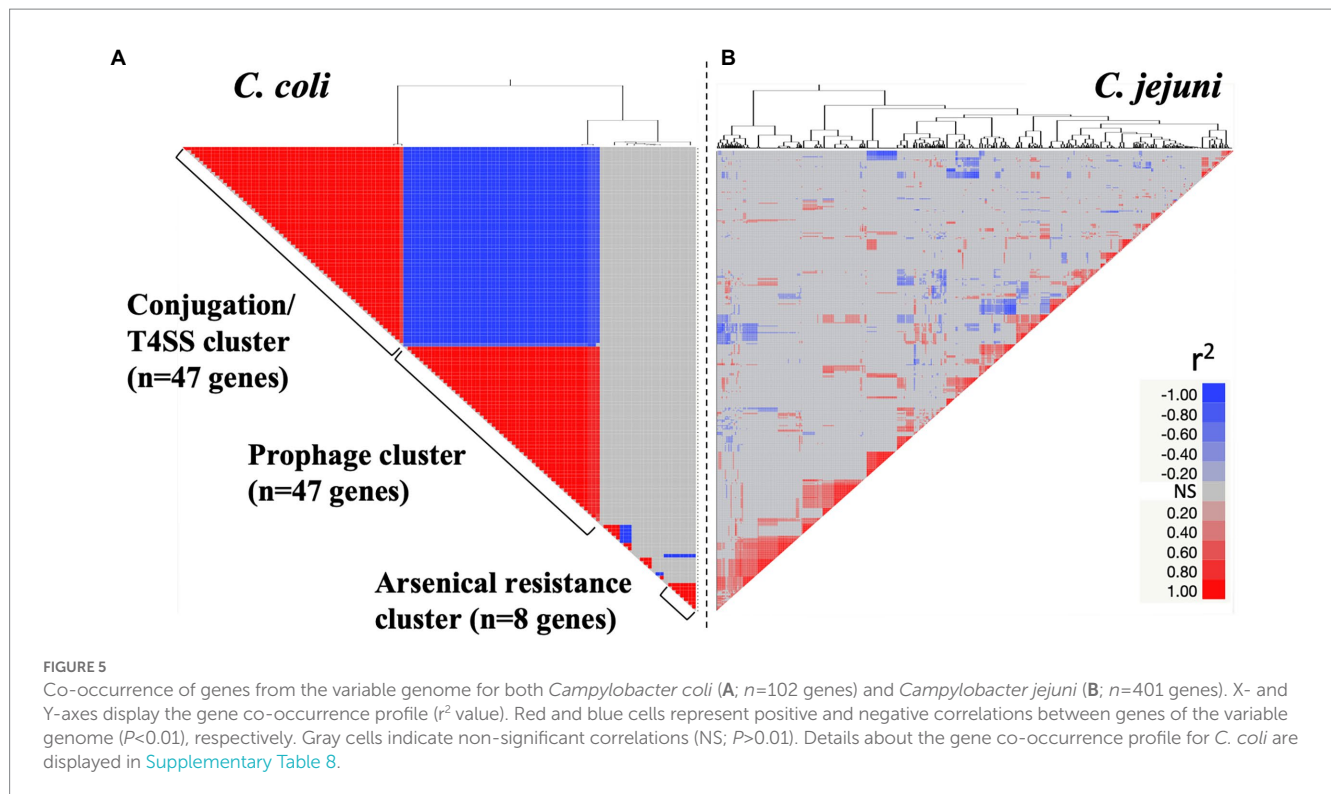 A
B
C. coli
C. jejuni
Conjugation/
T4SS cluster
(n=47 genes)
Prophage cluster
(n=47 genes)
Arsenical resistance
cluster (n=8 genes)
r²
-1.00
-0.80
-0.60
-0.40
-0.20
NS
0.20
0.40
0.60
0.80
1.00
FIGURE 5
Co-occurrence of genes from the variable genome for both Campylobacter coli (A; n=102 genes) and Campylobacter jejuni (B; n=401 genes). X- and
Y-axes display the gene co-occurrence profile (r² value). Red and blue cells represent positive and negative correlations between genes of the variable
genome (P<0.01), respectively. Gray cells indicate non-significant correlations (NS; P>0.01). Details about the gene co-occurrence profile for C. coli are
displayed in Supplementary Table 8.